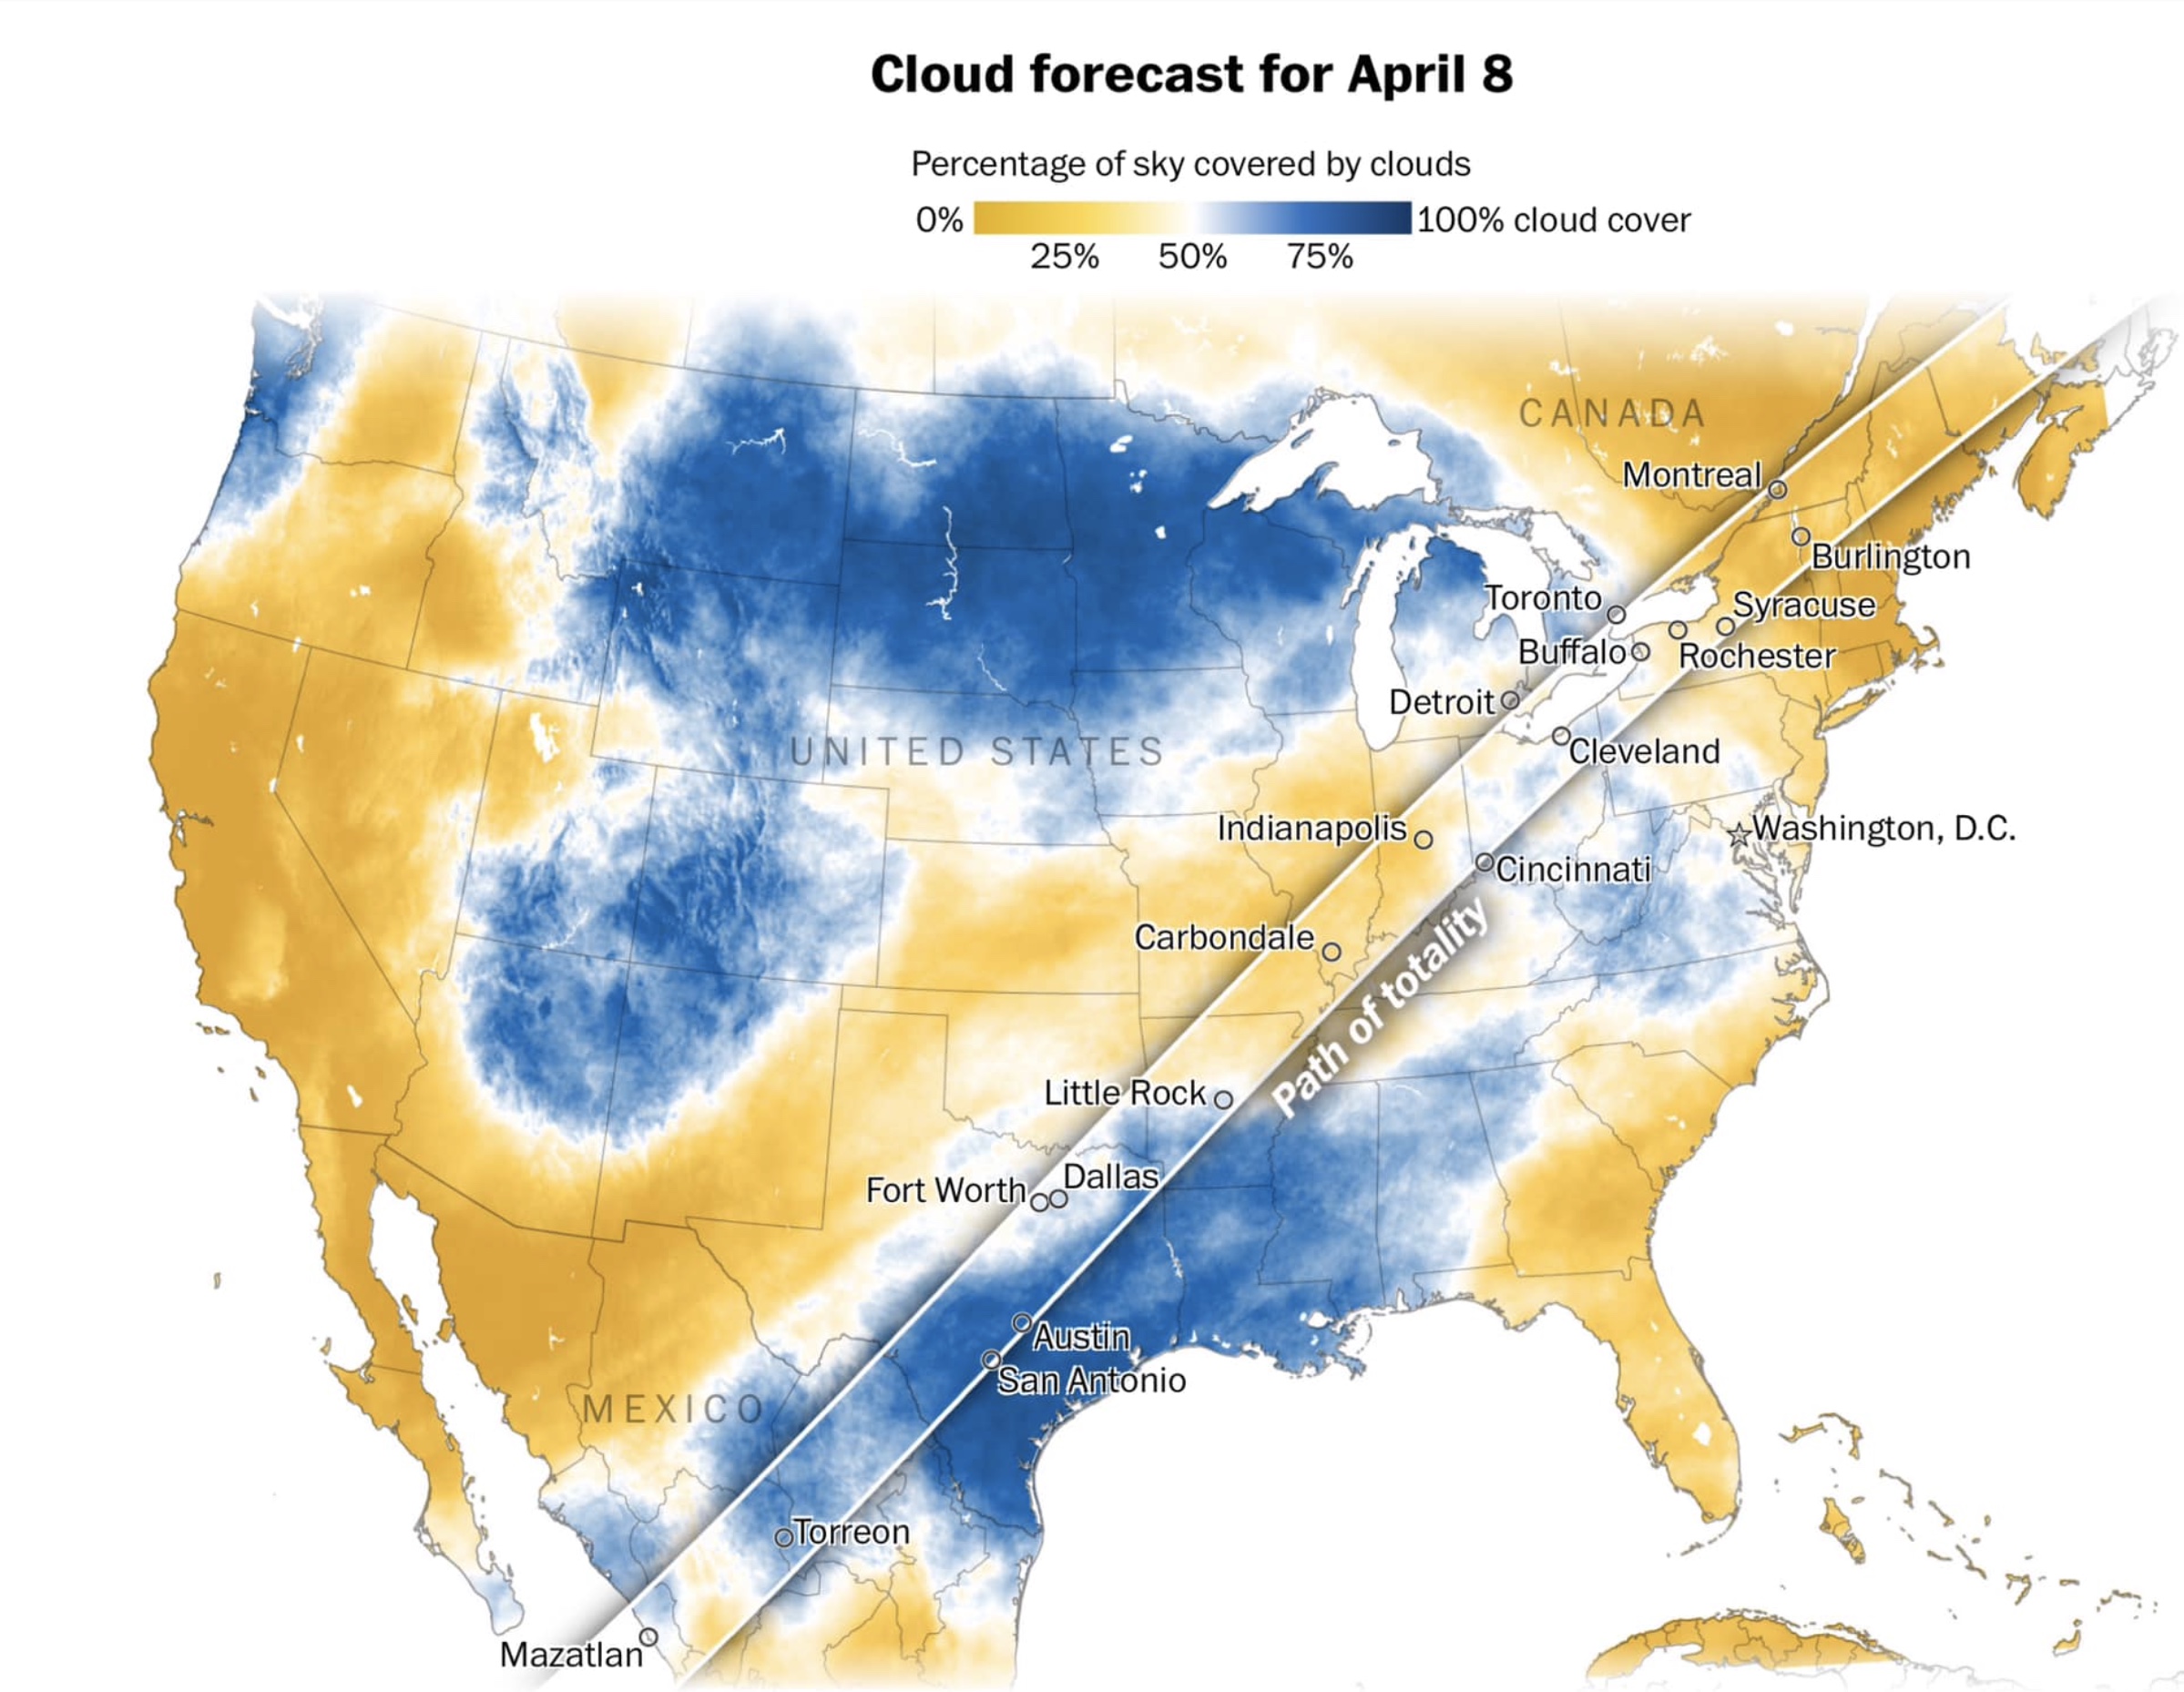 Cloud forecast for April 8
Percentage of sky covered by clouds
0% 100% cloud cover
25% 50% 75%
CANADA
Montreal
Burlington
Toronto
Syracuse
Buffalo
Rochester
Detroit
Cleveland
UNITED STATES
Indianapolis
Washington, D.C.
Cincinnati
Carbondale
Path of totality
Little Rock
Dallas
Fort Worth
Austin
San Antonio
MEXICO
Torreon
Mazatlan